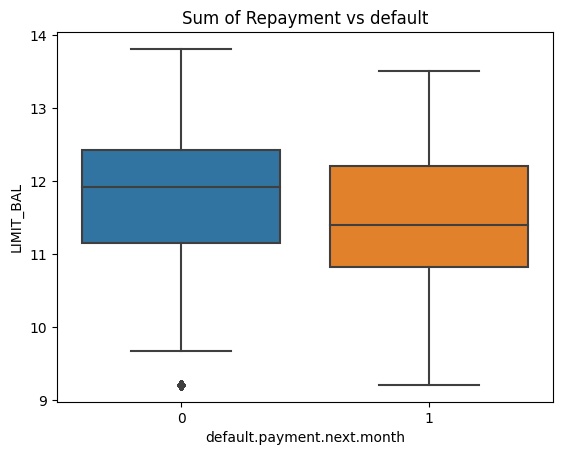 Sum of Repayment vs default
14
13
12
11
10
9
LIMIT_BAL
0
1
default.payment.next.month